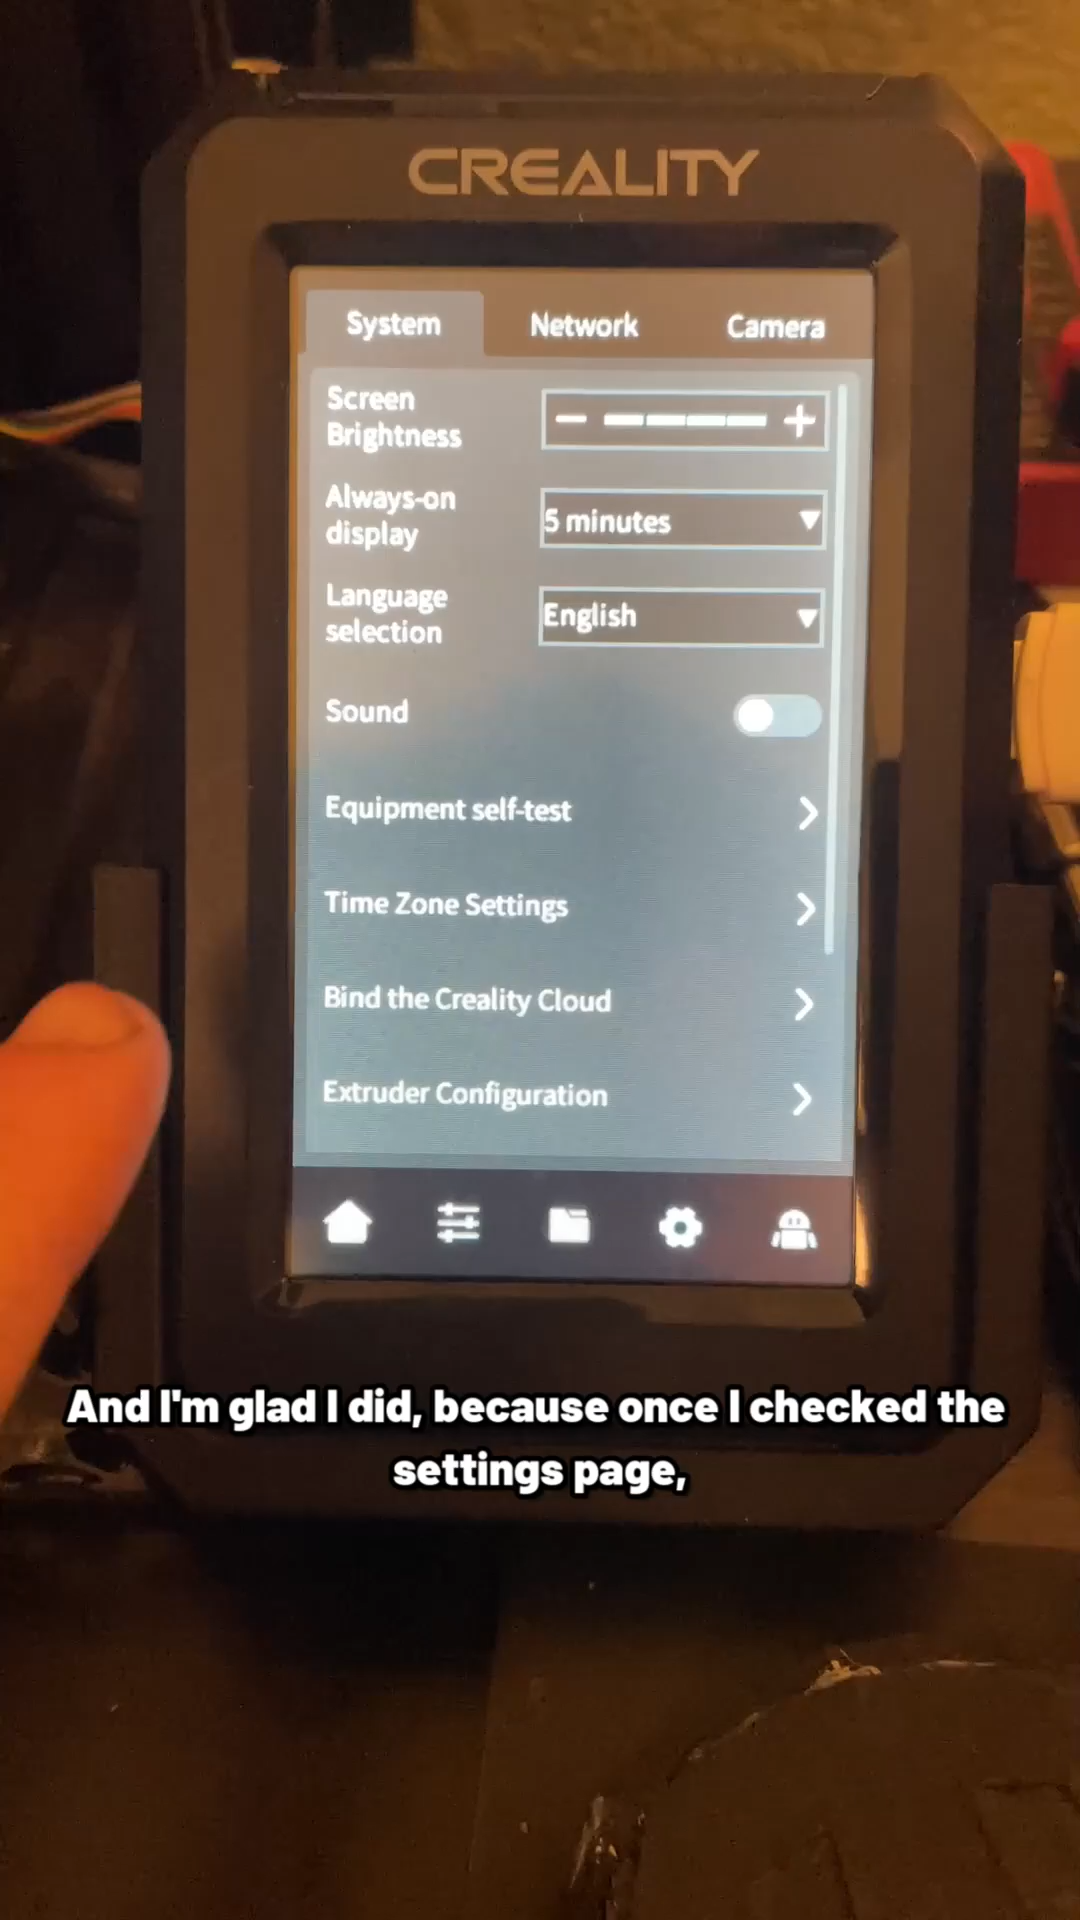 CREALITY
System Network Camera
Screen
Brightness
Always-on
display
5 minutes
Language
selection
English
Sound
Equipment self-test
Time Zone Settings
Bind the Creality Cloud
Extruder Configuration
And I'm glad I did, because once I checked the
settings page,